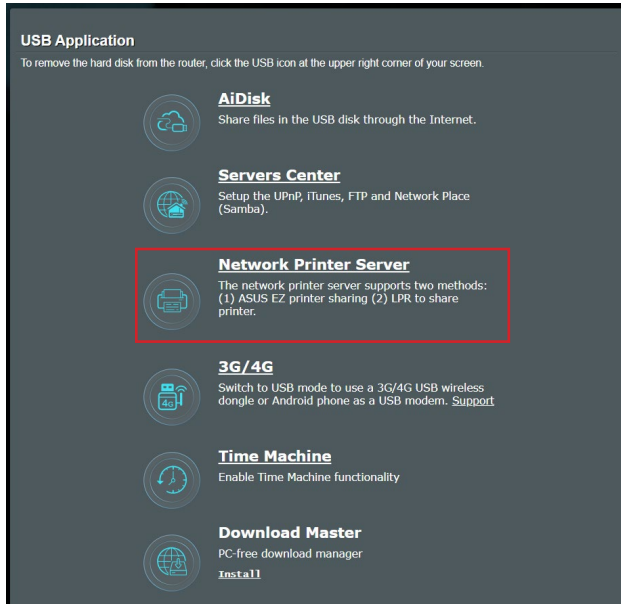 USB Application
To remove the hard disk from the router, click the USB icon at the upper right corner of your screen.
AiDisk
Share files in the USB disk through the Internet.
Servers Center
Setup the UPnP, iTunes, FTP and Network Place
(Samba).
Network Printer Server
The network printer server supports two methods:
(1) ASUS EZ printer sharing (2) LPR to share
printer.
3G/4G
Switch to USB mode to use a 3G/4G USB wireless
dongle or Android phone as a USB modem. Support
4G
Time Machine
Enable Time Machine functionality
Download Master
PC-free download manager
Install